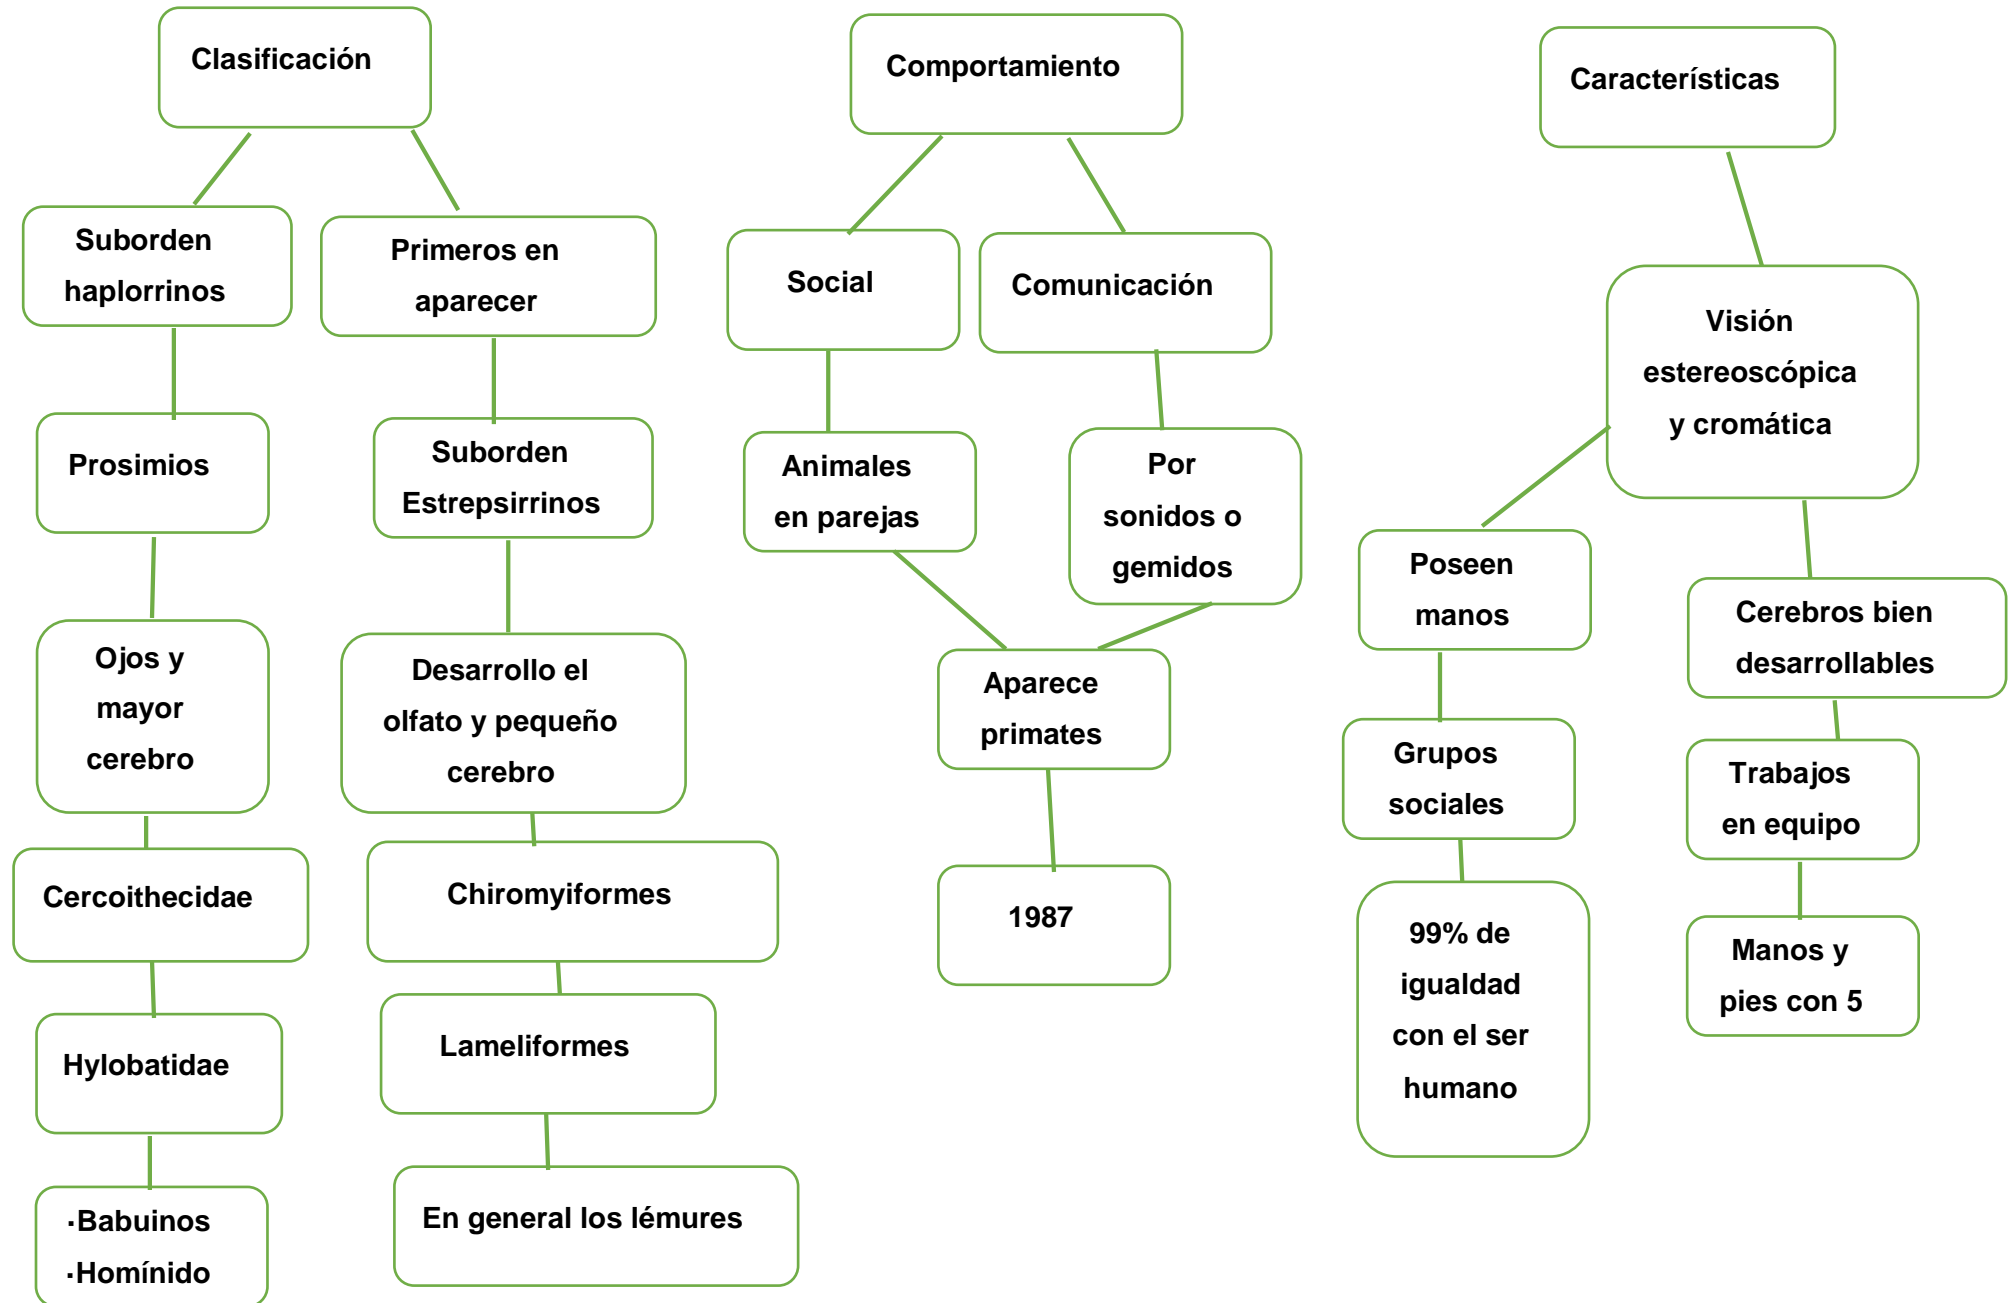 Clasificación
Suborden
haplorrinos
Prosimios
Ojos y
mayor
cerebro
Cercoithecidae
Hylobatidae
·Babuinos
·Homínido
Primeros en
aparecer
Suborden
Estrepsirrinos
Desarrollo el
olfato y pequeño
cerebro
Chiromyiformes
Lameliformes
En general los lémures
Comportamiento
Social
Animales
en parejas
Comunicación
Por
sonidos o
gemidos
Aparece
primates
1987
Característícas
Visión
estereoscópica
y cromática
Poseen
manos
Grupos
sociales
99% de
igualdad
con el ser
humano
Cerebros bien
desarrollables
Trabajos
en equipo
Manos y
pies con 5